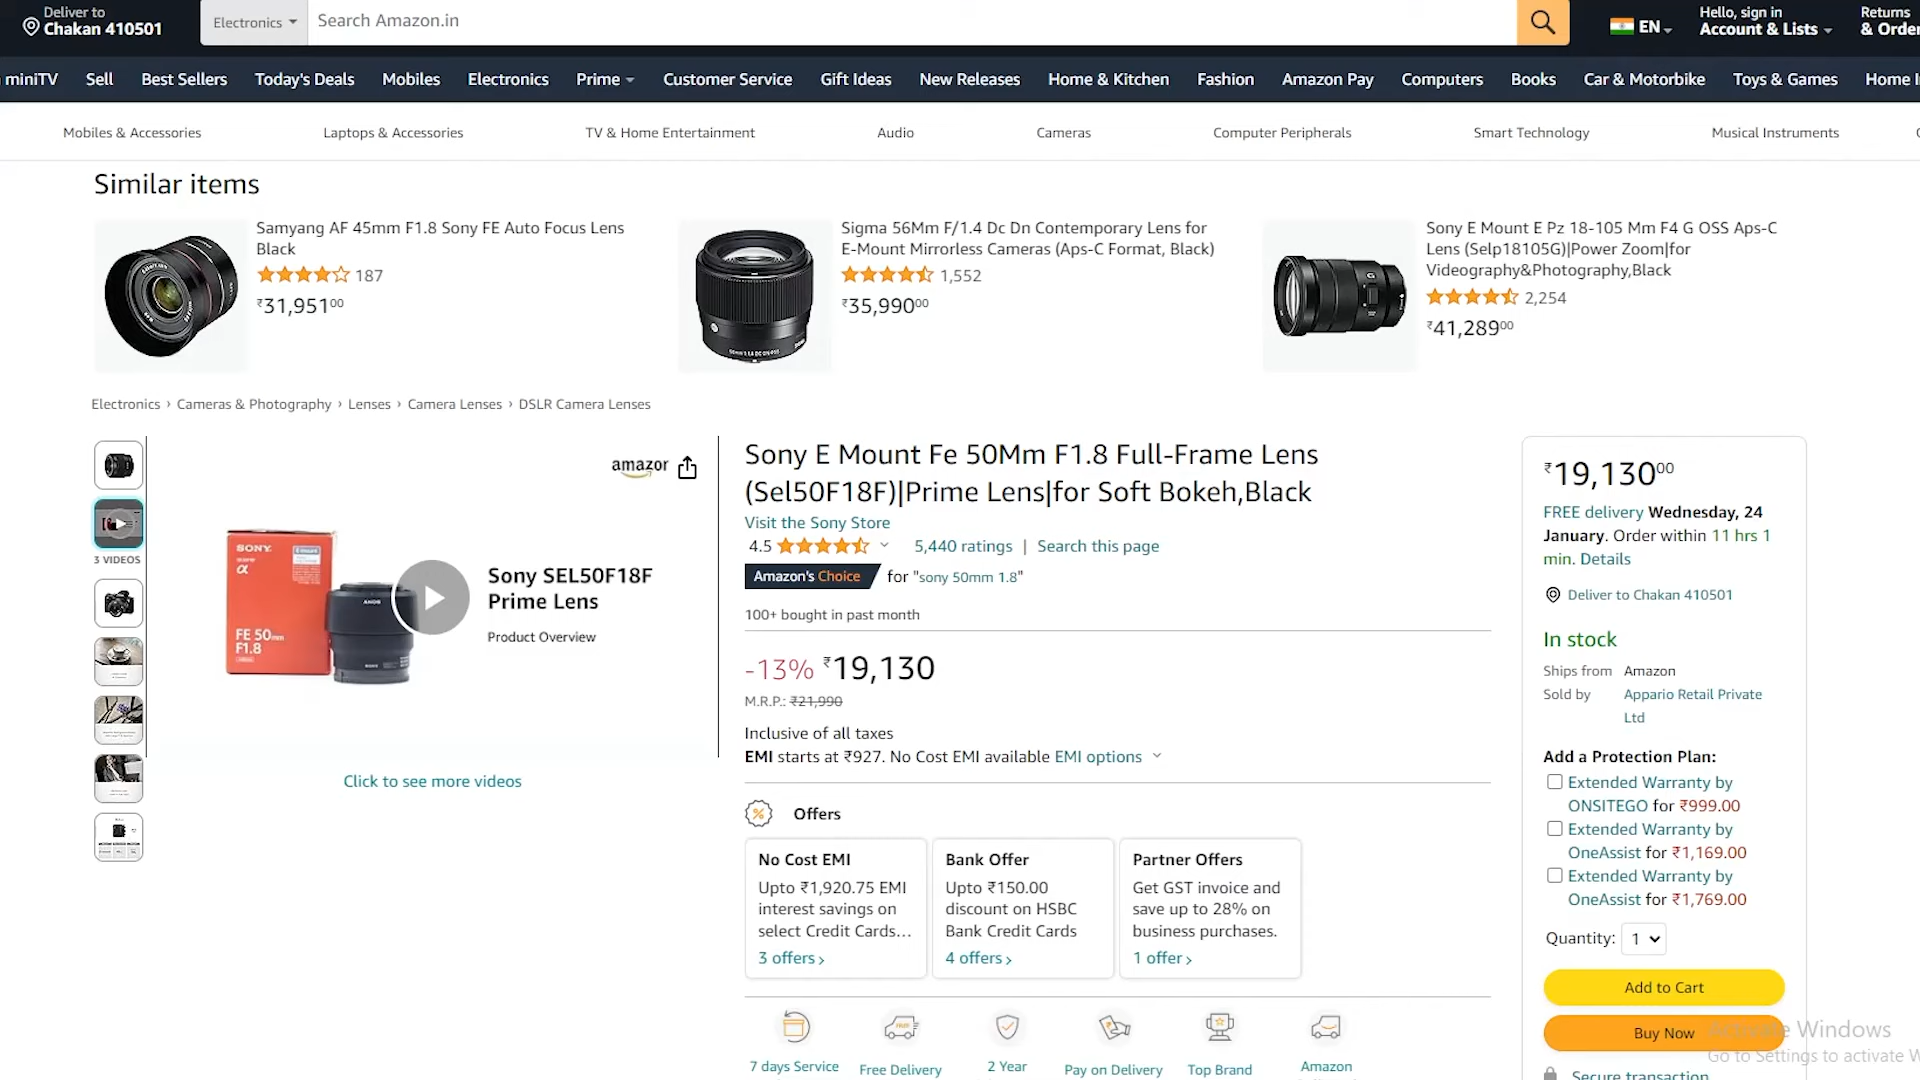 Deliver to
Chakan 410501
Electronics
Search Amazon.in
EN
Hello, sign in
Account & Lists
Returns
& Order
miniTV
Sell
Best Sellers
Today's Deals
Mobiles
Electronics
Prime
Customer Service
Gift Ideas
New Releases
Home & Kitchen
Fashion
Amazon Pay
Computers
Books
Car & Motorbike
Toys & Games
Home
Mobiles & Accessories
Laptops & Accessories
TV & Home Entertainment
Audio
Cameras
Computer Peripherals
Smart Technology
Musical Instruments
Similar items
Samyang AF 45mm F1.8 Sony FE Auto Focus Lens
Black
187
₹31,951⁰⁰
Sigma 56Mm F/1.4 Dc Dn Contemporary Lens for
E-Mount Mirrorless Cameras (Aps-C Format, Black)
1,552
₹35,990⁰⁰
Sony E Mount E Pz 18-105 Mm F4 G OSS Aps-C
Lens (Selp18105G)|Power Zoom|for
Videography&Photography,Black
2,254
₹41,289⁰⁰
Electronics › Cameras & Photography › Lenses › Camera Lenses › DSLR Camera Lenses
3 VIDEOS
amazon
SONY
α
FE 50mm
F1.8
SONY
Sony SEL50F18F
Prime Lens
Product Overview
Click to see more videos
Sony E Mount Fe 50Mm F1.8 Full-Frame Lens
(Sel50F18F)|Prime Lens|for Soft Bokeh,Black
Visit the Sony Store
4.5
5,440 ratings | Search this page
Amazon's Choice for "sony 50mm 1.8"
100+ bought in past month
-13% ₹19,130
M.R.P.: ₹21,990
Inclusive of all taxes
EMI starts at ₹927. No Cost EMI available EMI options
Offers
No Cost EMI
Upto ₹1,920.75 EMI
interest savings on
select Credit Cards...
3 offers ›
Bank Offer
Upto ₹150.00
discount on HSBC
Bank Credit Cards
4 offers ›
Partner Offers
Get GST invoice and
save up to 28% on
business purchases.
1 offer ›
7 days Service
Free Delivery
2 Year
Pay on Delivery
Top Brand
Amazon
₹19,130⁰⁰
FREE delivery Wednesday, 24
January. Order within 11 hrs 1
min. Details
Deliver to Chakan 410501
In stock
Ships from Amazon
Sold by Appario Retail Private
Ltd
Add a Protection Plan:
Extended Warranty by
ONSITEGO for ₹999.00
Extended Warranty by
OneAssist for ₹1,169.00
Extended Warranty by
OneAssist for ₹1,769.00
Quantity: 1
Add to Cart
Buy Now
Activate Windows
Go to Settings to activate W
Secure transaction